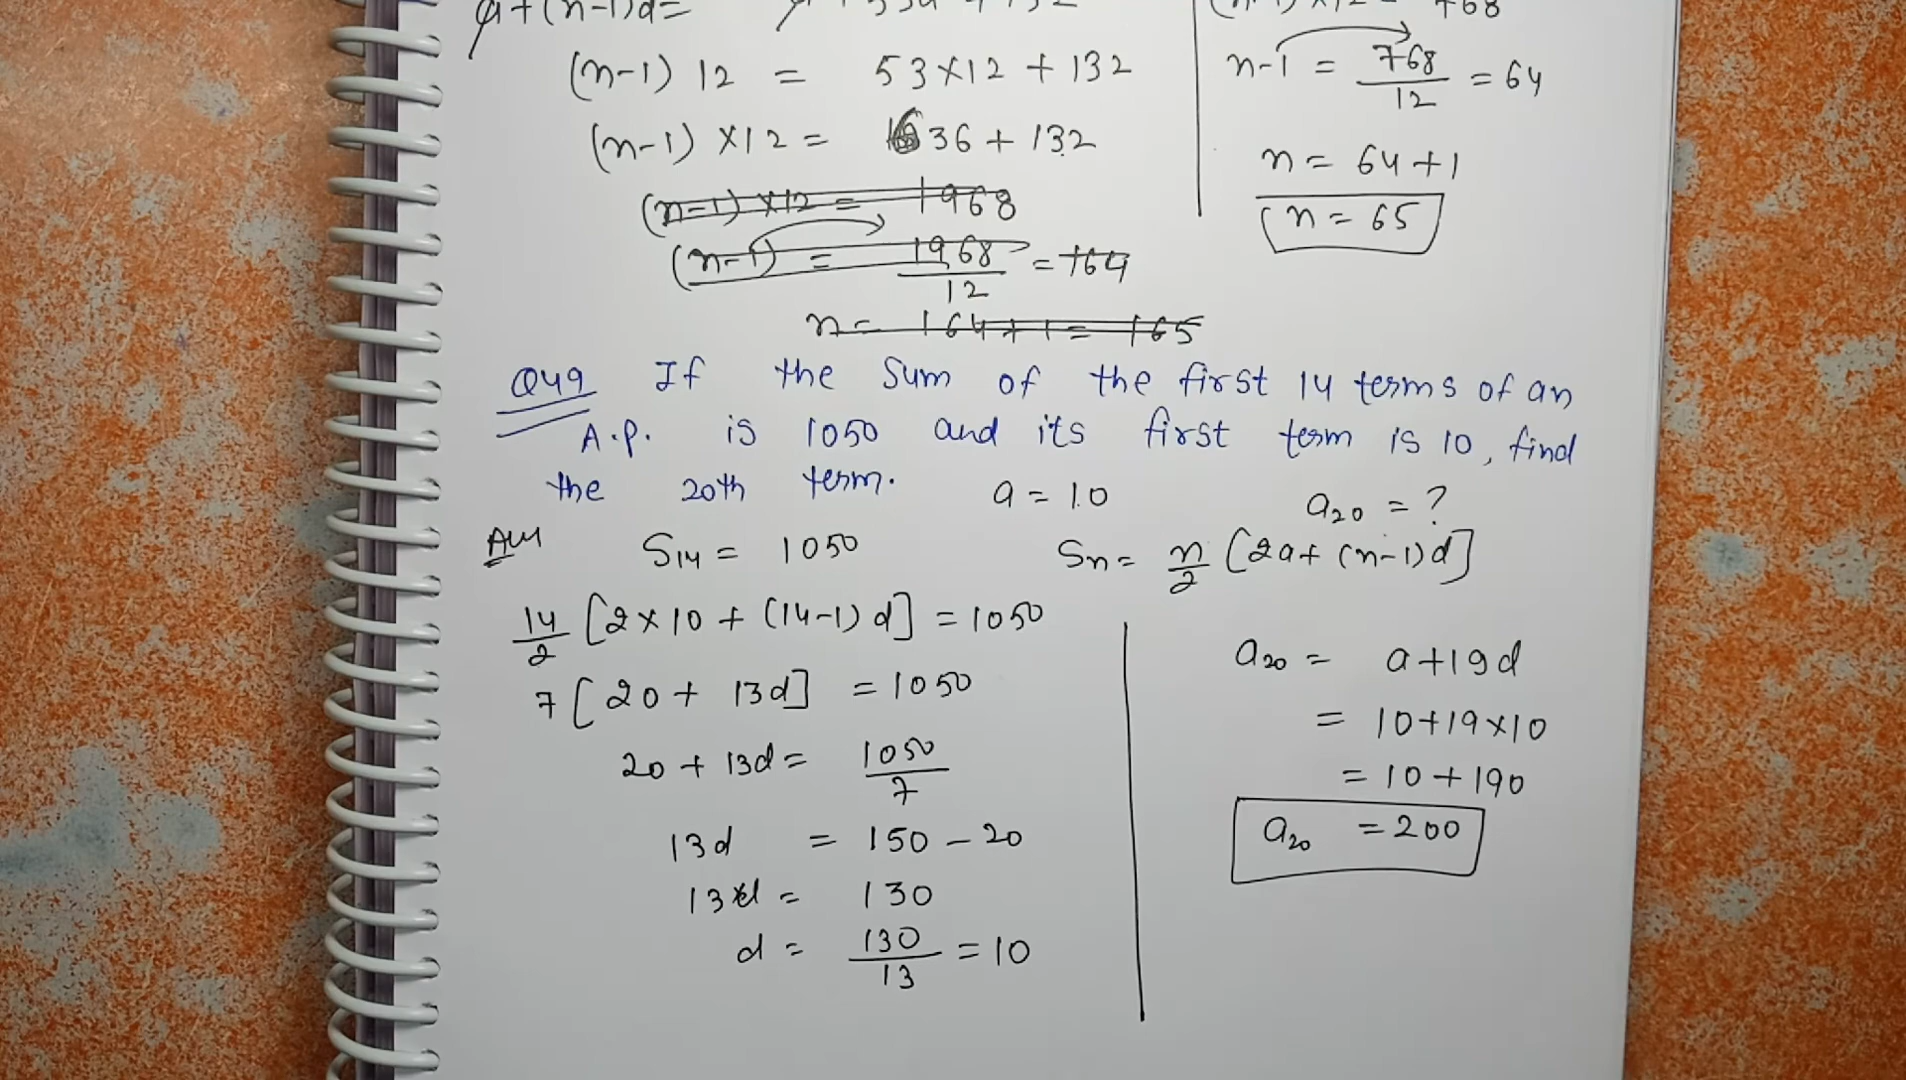 a+(n-1)d=
(n-1) 12 = 53×12 + 132
(n-1) ×12 = 636 + 132
(n-1) ×12 = 1968
(n-1) = 1968/12 = 164
n = 164+1 = 165
768
n-1 = 768/12 = 64
n = 64+1
n = 65
Q49 If the sum of the first 14 terms of an
A.P. is 1050 and its first term is 10, find
the 20th term.
a = 10
a20 = ?
Ans S14 = 1050
Sn = n/2 [2a+ (n-1)d]
14/2 [2×10 + (14-1) d] = 1050
7 [20+ 13d] = 1050
20 + 13d = 1050/7
13d = 150 - 20
13×d = 130
d = 130/13 = 10
a20 = a+19d
= 10+19×10
= 10+190
a20 = 200